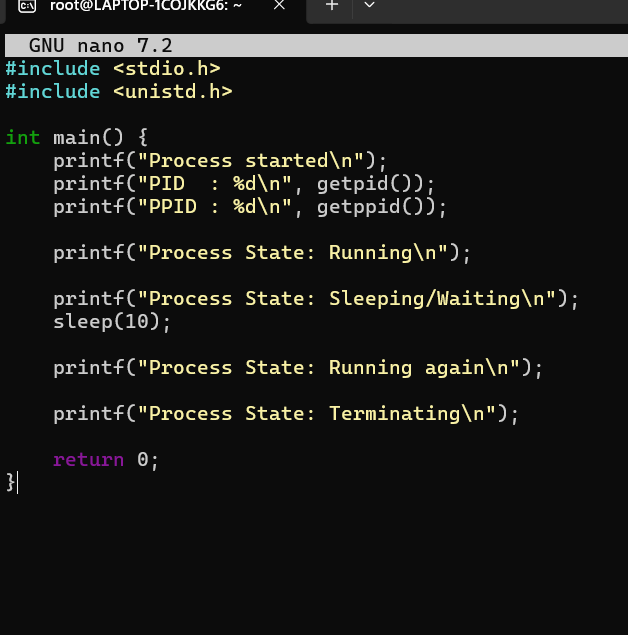 root@LAPTOP-1COJKKG6: ~
GNU nano 7.2
#include <stdio.h>
#include <unistd.h>
int main() {
    printf("Process started\n");
    printf("PID  : %d\n", getpid());
    printf("PPID : %d\n", getppid());
    printf("Process State: Running\n");
    printf("Process State: Sleeping/Waiting\n");
    sleep(10);
    printf("Process State: Running again\n");
    printf("Process State: Terminating\n");
    return 0;
}